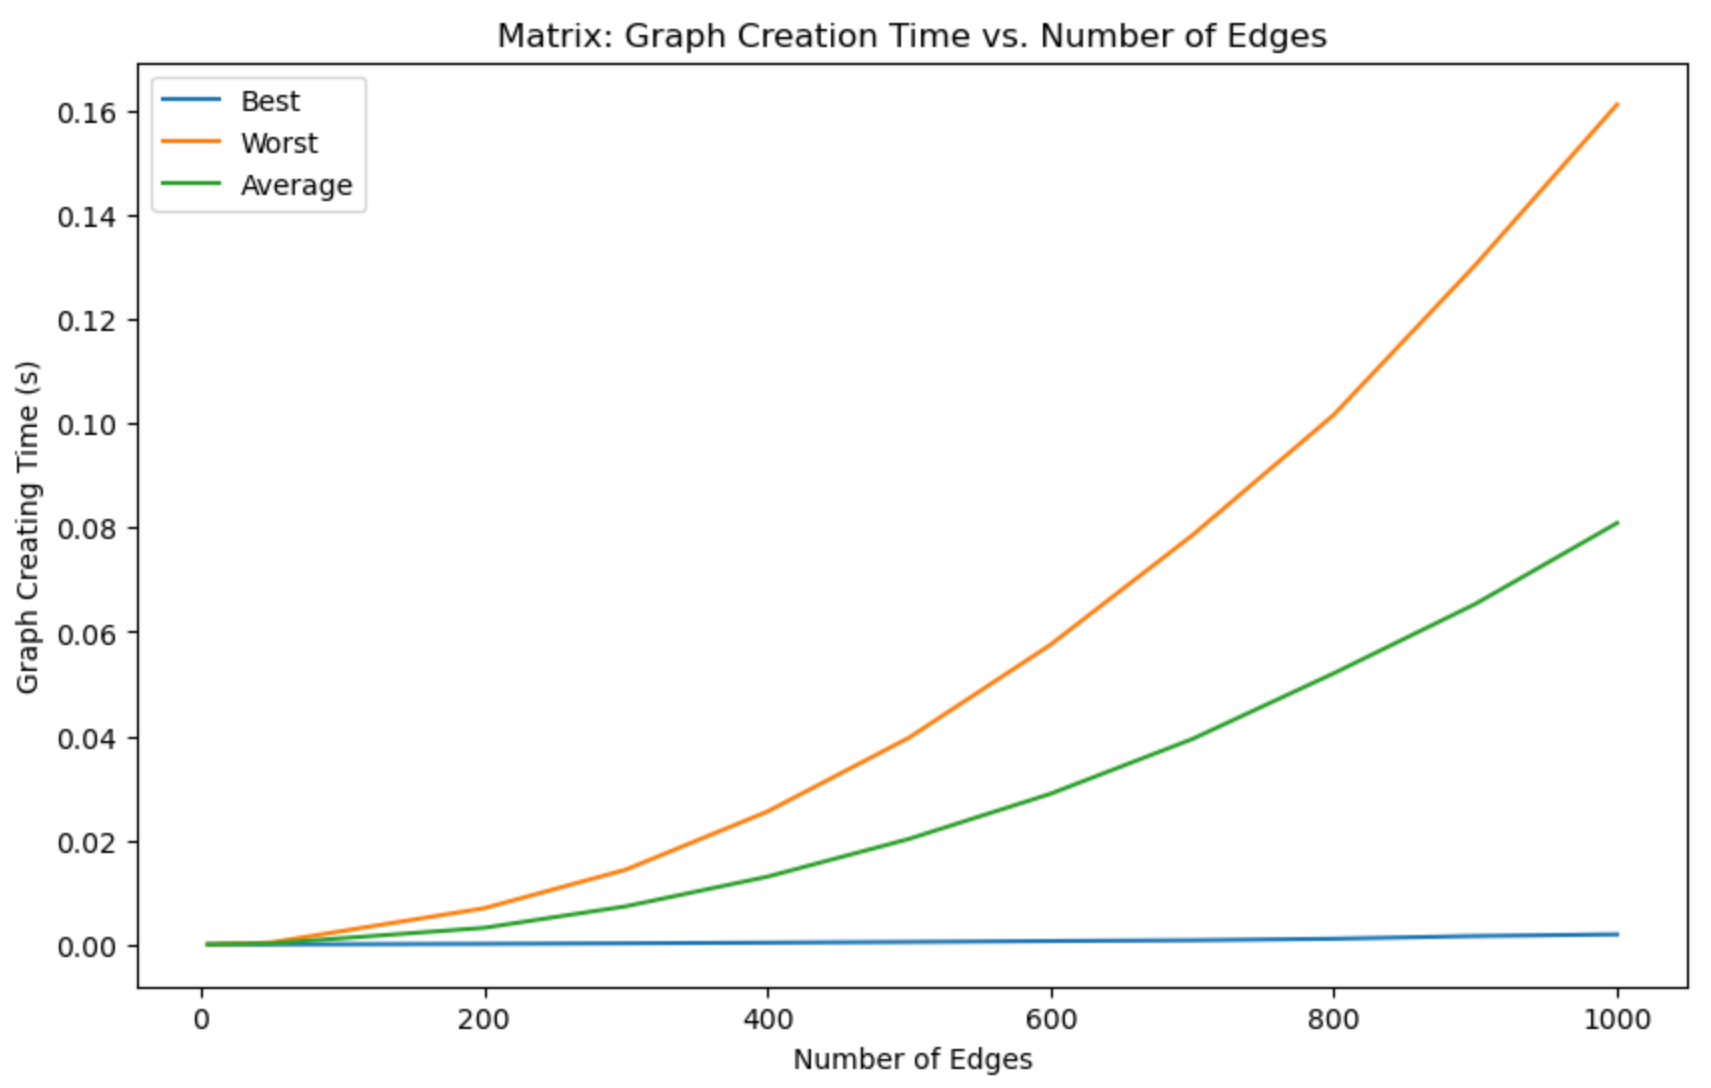 Matrix: Graph Creation Time vs. Number of Edges
Best
Worst
Average
Graph Creating Time (s)
0.16
0.14
0.12
0.10
0.08
0.06
0.04
0.02
0.00
0 200 400 600 800 1000
Number of Edges